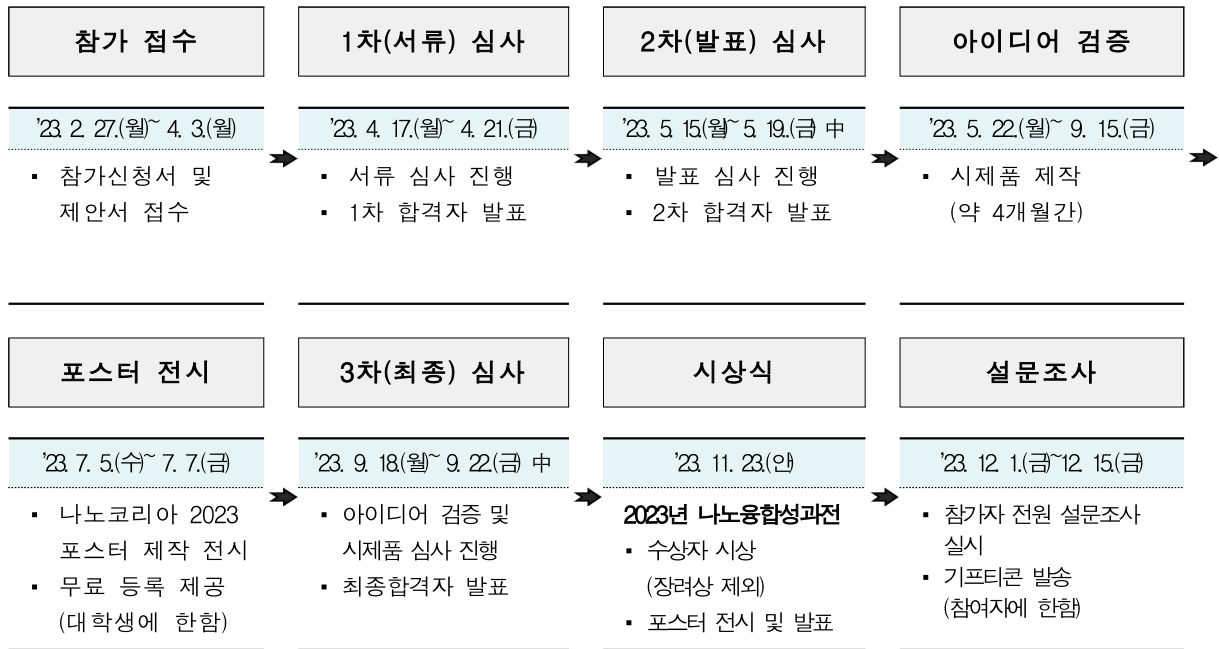 참가 접수
'23. 2. 27.(월)~ 4. 3.(월)
▪ 참가신청서 및
제안서 접수
1차(서류) 심사
'23. 4. 17.(월)~ 4. 21.(금)
▪ 서류 심사 진행
▪ 1차 합격자 발표
2차(발표) 심사
'23. 5. 15.(월)~ 5. 19.(금) 中
▪ 발표 심사 진행
▪ 2차 합격자 발표
아이디어 검증
'23. 5. 22.(월)~ 9. 15.(금)
▪ 시제품 제작
(약 4개월간)
포스터 전시
'23. 7. 5.(수)~ 7. 7.(금)
▪ 나노코리아 2023
포스터 제작 전시
▪ 무료 등록 제공
(대학생에 한함)
3차(최종) 심사
'23. 9. 18.(월)~ 9. 22.(금) 中
▪ 아이디어 검증 및
시제품 심사 진행
▪ 최종합격자 발표
시상식
'23. 11. 23.(안)
2023년 나노융합성과전
▪ 수상자 시상
(장려상 제외)
▪ 포스터 전시 및 발표
설문조사
'23. 12. 1.(금)~12. 15.(금)
▪ 참가자 전원 설문조사
실시
▪ 기프티콘 발송
(참여자에 한함)